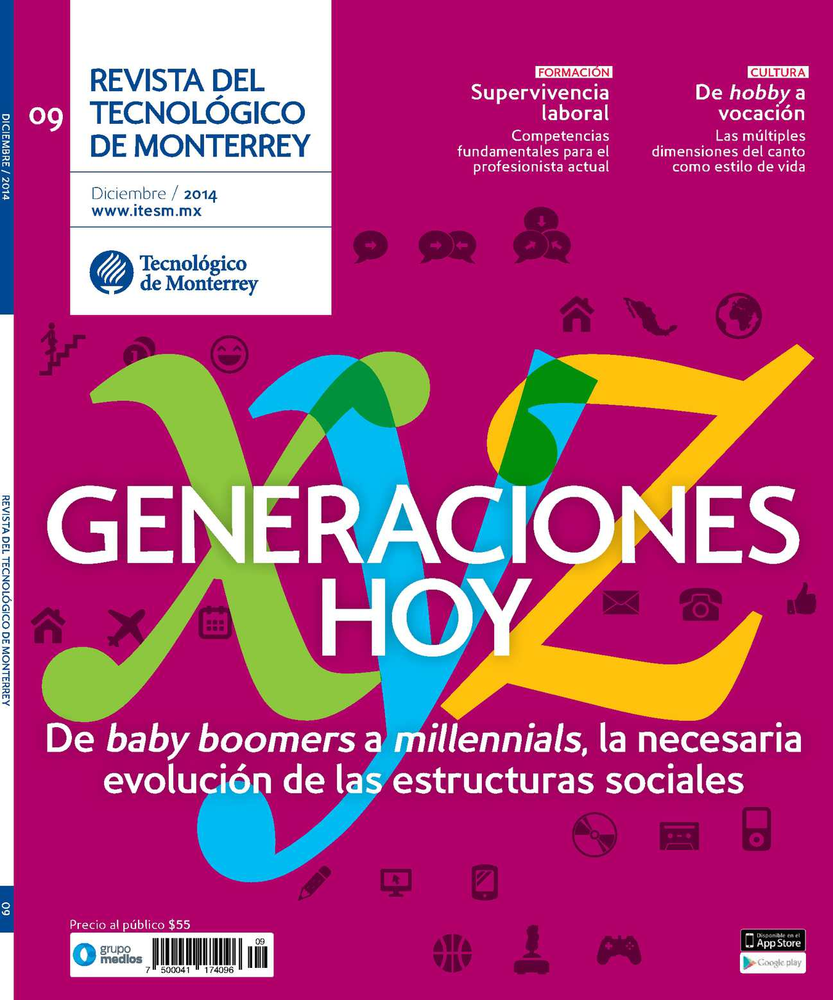 DICIEMBRE / 2014
REVISTA DEL TECNOLÓGICO DE MONTERREY
09
09
REVISTA DEL
TECNOLÓGICO
DE MONTERREY
Diciembre / 2014
www.itesm.mx
Tecnológico
de Monterrey
FORMACIÓN
Supervivencia
laboral
Competencias
fundamentales para el
profesionista actual
CULTURA
De hobby a
vocación
Las múltiples
dimensiones del canto
como estilo de vida
xyz
GENERACIONES
HOY
De baby boomers a millennials, la necesaria
evolución de las estructuras sociales
Precio al público $55
grupo
medios
09
7 500041 174096
Disponible en el
App Store
Google play